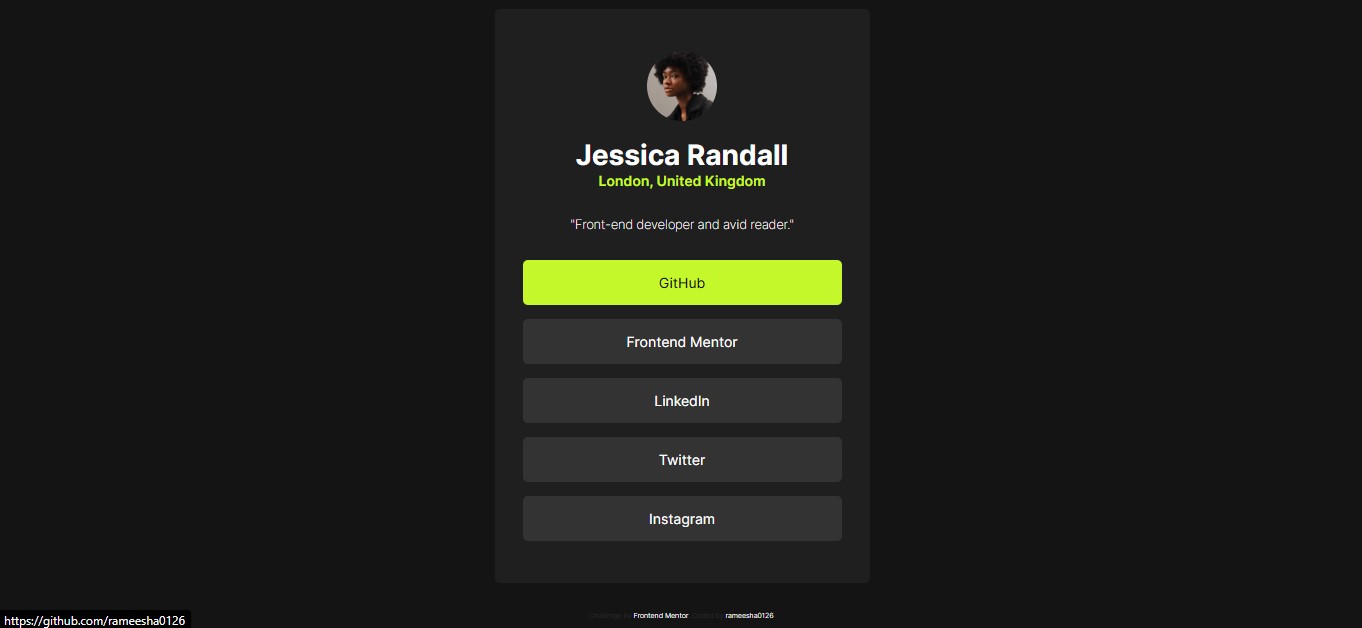 Jessica Randall
London, United Kingdom
"Front-end developer and avid reader."
GitHub
Frontend Mentor
LinkedIn
Twitter
Instagram
Challenge by Frontend Mentor. Coded by rameesha0126
https://github.com/rameesha0126